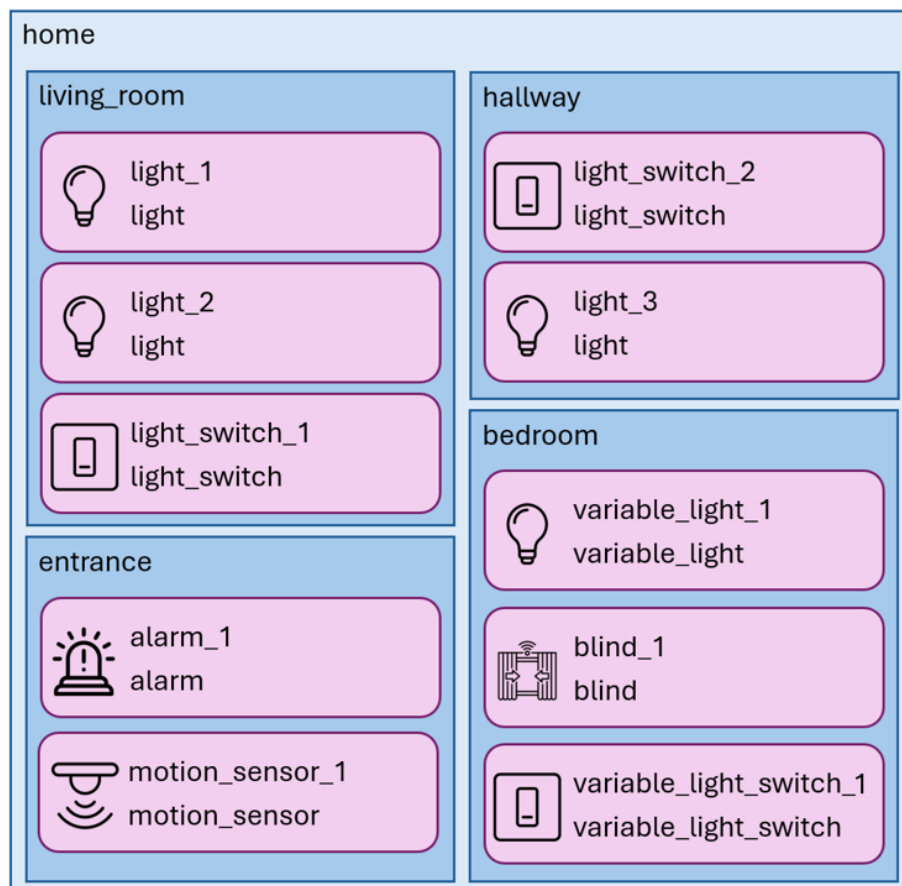 home
living_room
light_1
light
light_2
light
light_switch_1
light_switch
entrance
alarm_1
alarm
motion_sensor_1
motion_sensor
hallway
light_switch_2
light_switch
light_3
light
bedroom
variable_light_1
variable_light
blind_1
blind
variable_light_switch_1
variable_light_switch